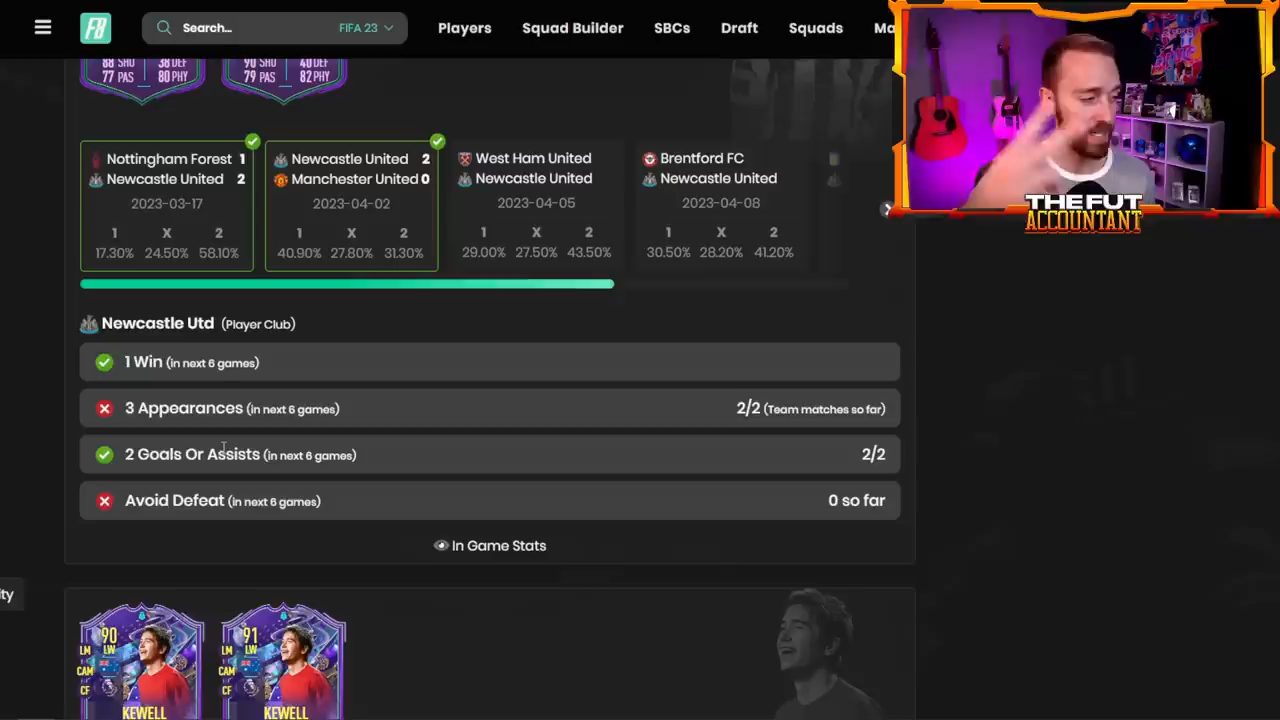 FB
Search...
FIFA 23
Players
Squad Builder
SBCs
Draft
Squads
Ma
88 SHU 38 DEF
77 PAS 80 PHY
90 SHU 40 DEF
79 PAS 82 PHY
Nottingham Forest 1
Newcastle United 2
2023-03-17
1 X 2
17.30% 24.50% 58.10%
Newcastle United 2
Manchester United 0
2023-04-02
1 X 2
40.90% 27.80% 31.30%
West Ham United
Newcastle United
2023-04-05
1 X 2
29.00% 27.50% 43.50%
Brentford FC
Newcastle United
2023-04-08
1 X 2
30.50% 28.20% 41.20%
THE FUT
ACCOUNTANT
Newcastle Utd (Player Club)
1 Win (in next 6 games)
3 Appearances (in next 6 games) 2/2 (Team matches so far)
2 Goals Or Assists (in next 6 games) 2/2
Avoid Defeat (in next 6 games) 0 so far
In Game Stats
ity
90
LW
LM
CAM
CF
KEWELL
91
LW
LM
CAM
CF
KEWELL